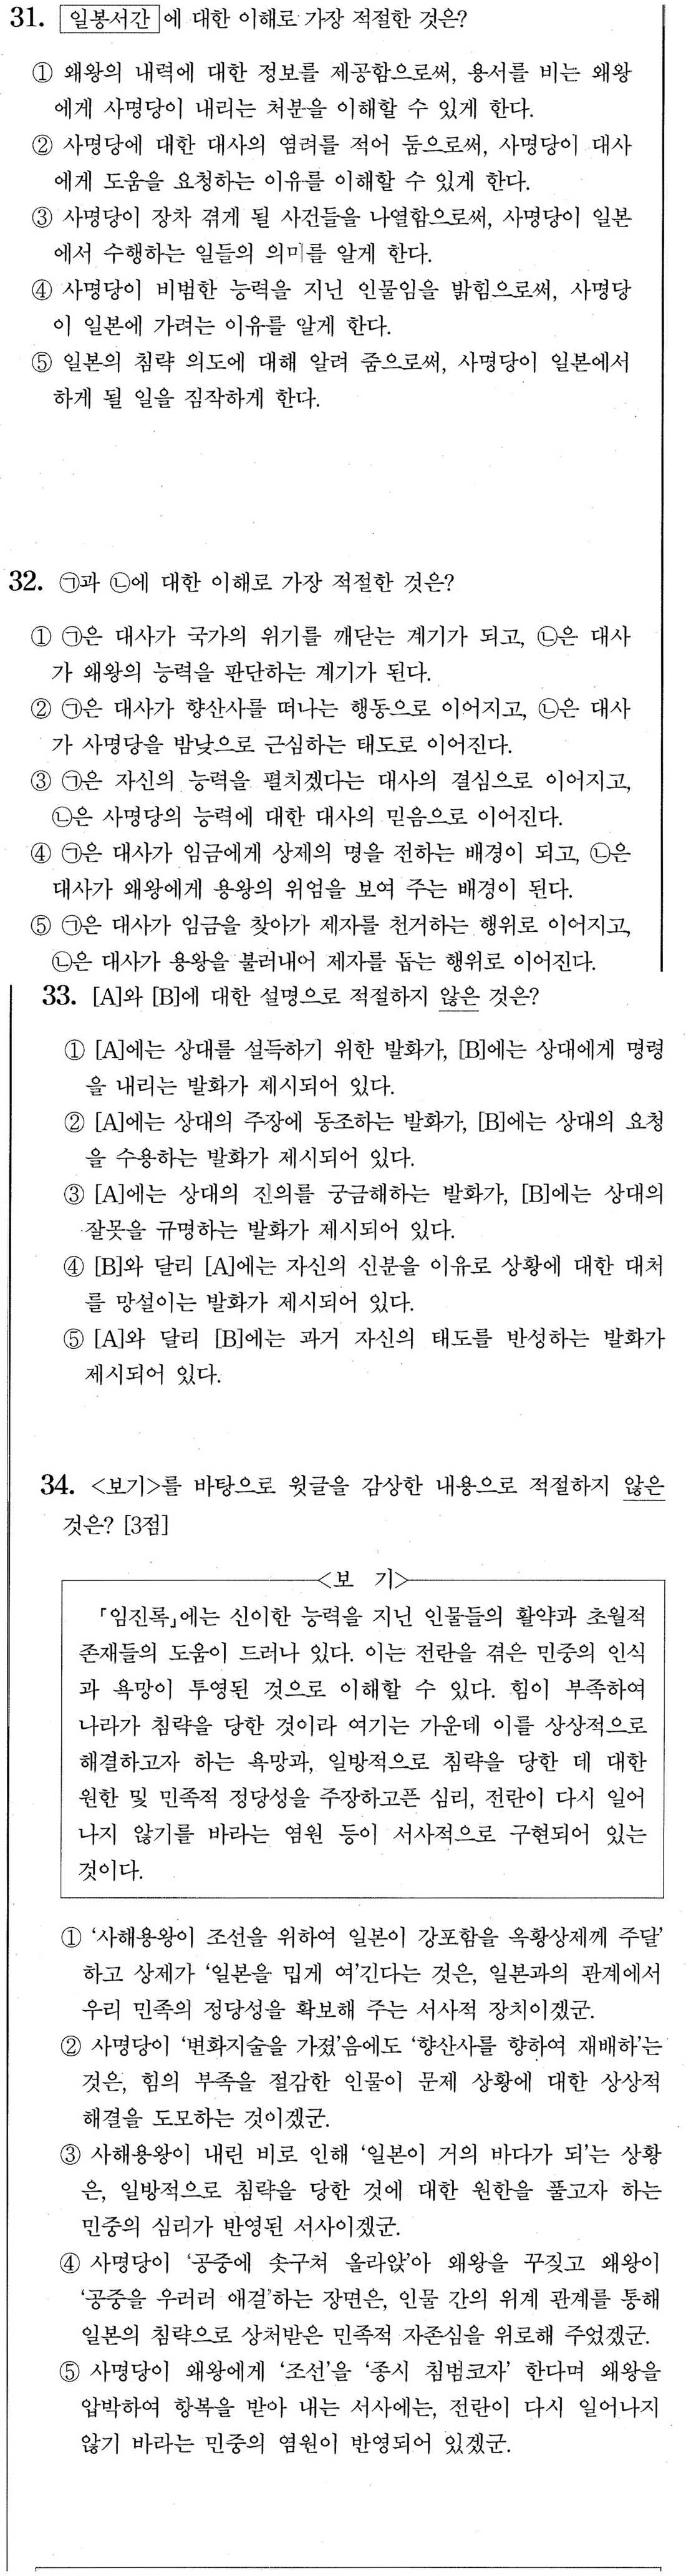 31. 일봉서간 에 대한 이해로 가장 적절한 것은?
① 왜왕의 내력에 대한 정보를 제공함으로써, 용서를 비는 왜왕
에게 사명당이 내리는 처분을 이해할 수 있게 한다.
② 사명당에 대한 대사의 염려를 적어 둠으로써, 사명당이 대사
에게 도움을 요청하는 이유를 이해할 수 있게 한다.
③ 사명당이 장차 겪게 될 사건들을 나열함으로써, 사명당이 일본
에서 수행하는 일들의 의미를 알게 한다.
④ 사명당이 비범한 능력을 지닌 인물임을 밝힘으로써, 사명당
이 일본에 가려는 이유를 알게 한다.
⑤ 일본의 침략 의도에 대해 알려 줌으로써, 사명당이 일본에서
하게 될 일을 짐작하게 한다.
32. ㉠과 ㉡에 대한 이해로 가장 적절한 것은?
① ㉠은 대사가 국가의 위기를 깨닫는 계기가 되고, ㉡은 대사
가 왜왕의 능력을 판단하는 계기가 된다.
② ㉠은 대사가 향산사를 떠나는 행동으로 이어지고, ㉡은 대사
가 사명당을 밤낮으로 근심하는 태도로 이어진다.
③ ㉠은 자신의 능력을 펼치겠다는 대사의 결심으로 이어지고,
㉡은 사명당의 능력에 대한 대사의 믿음으로 이어진다.
④ ㉠은 대사가 임금에게 상제의 명을 전하는 배경이 되고, ㉡은
대사가 왜왕에게 용왕의 위엄을 보여 주는 배경이 된다.
⑤ ㉠은 대사가 임금을 찾아가 제자를 천거하는 행위로 이어지고,
㉡은 대사가 용왕을 불러내어 제자를 돕는 행위로 이어진다.
33. [A]와 [B]에 대한 설명으로 적절하지 않은 것은?
① [A]에는 상대를 설득하기 위한 발화가, [B]에는 상대에게 명령
을 내리는 발화가 제시되어 있다.
② [A]에는 상대의 주장에 동조하는 발화가, [B]에는 상대의 요청
을 수용하는 발화가 제시되어 있다.
③ [A]에는 상대의 진의를 궁금해하는 발화가, [B]에는 상대의
잘못을 규명하는 발화가 제시되어 있다.
④ [B]와 달리 [A]에는 자신의 신분을 이유로 상황에 대한 대처
를 망설이는 발화가 제시되어 있다.
⑤ [A]와 달리 [B]에는 과거 자신의 태도를 반성하는 발화가
제시되어 있다.
34. <보기>를 바탕으로 윗글을 감상한 내용으로 적절하지 않은
것은? [3점]
<보 기>
「임진록」에는 신이한 능력을 지닌 인물들의 활약과 초월적
존재들의 도움이 드러나 있다. 이는 전란을 겪은 민중의 인식
과 욕망이 투영된 것으로 이해할 수 있다. 힘이 부족하여
나라가 침략을 당한 것이라 여기는 가운데 이를 상상적으로
해결하고자 하는 욕망과, 일방적으로 침략을 당한 데 대한
원한 및 민족적 정당성을 주장하고픈 심리, 전란이 다시 일어
나지 않기를 바라는 염원 등이 서사적으로 구현되어 있는
것이다.
① ‘사해용왕이 조선을 위하여 일본이 강포함을 옥황상제께 주달’
하고 상제가 ‘일본을 밉게 여’긴다는 것은, 일본과의 관계에서
우리 민족의 정당성을 확보해 주는 서사적 장치이겠군.
② 사명당이 ‘변화지술을 가졌’음에도 ‘향산사를 향하여 재배하’는
것은, 힘의 부족을 절감한 인물이 문제 상황에 대한 상상적
해결을 도모하는 것이겠군.
③ 사해용왕이 내린 비로 인해 ‘일본이 거의 바다가 되’는 상황
은, 일방적으로 침략을 당한 것에 대한 원한을 풀고자 하는
민중의 심리가 반영된 서사이겠군.
④ 사명당이 ‘공중에 솟구쳐 올라앉’아 왜왕을 꾸짖고 왜왕이
‘공중을 우러러 애걸’하는 장면은, 인물 간의 위계 관계를 통해
일본의 침략으로 상처받은 민족적 자존심을 위로해 주었겠군.
⑤ 사명당이 왜왕에게 ‘조선’을 ‘종시 침범코자’ 한다며 왜왕을
압박하여 항복을 받아 내는 서사에는, 전란이 다시 일어나지
않기 바라는 민중의 염원이 반영되어 있겠군.